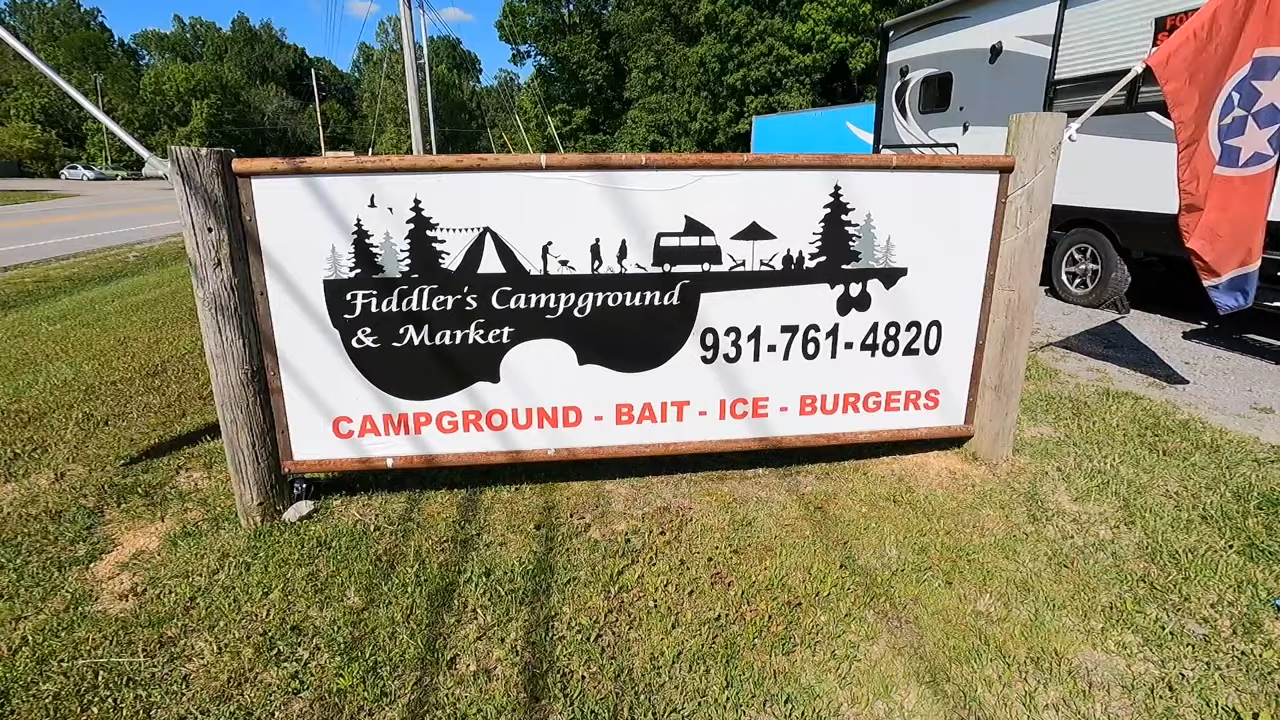 Fiddler's Campground
& Market
931-761-4820
CAMPGROUND - BAIT - ICE - BURGERS